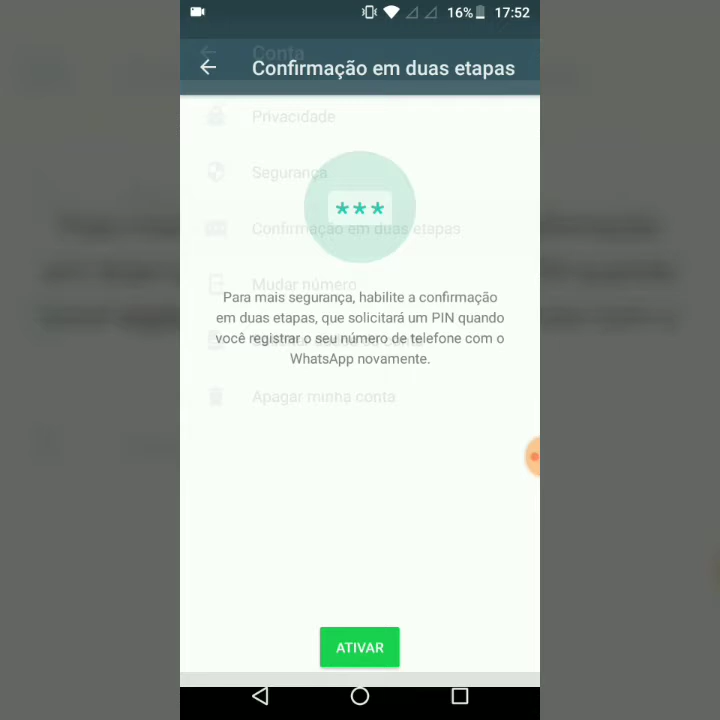 16% 17:52
Conta
Confirmação em duas etapas
Privacidade
Segurança
***
Confirmação em duas etapas
Mudar número
Para mais segurança, habilite a confirmação
em duas etapas, que solicitará um PIN quando
você registrar o seu número de telefone com o
WhatsApp novamente.
Apagar minha conta
ATIVAR